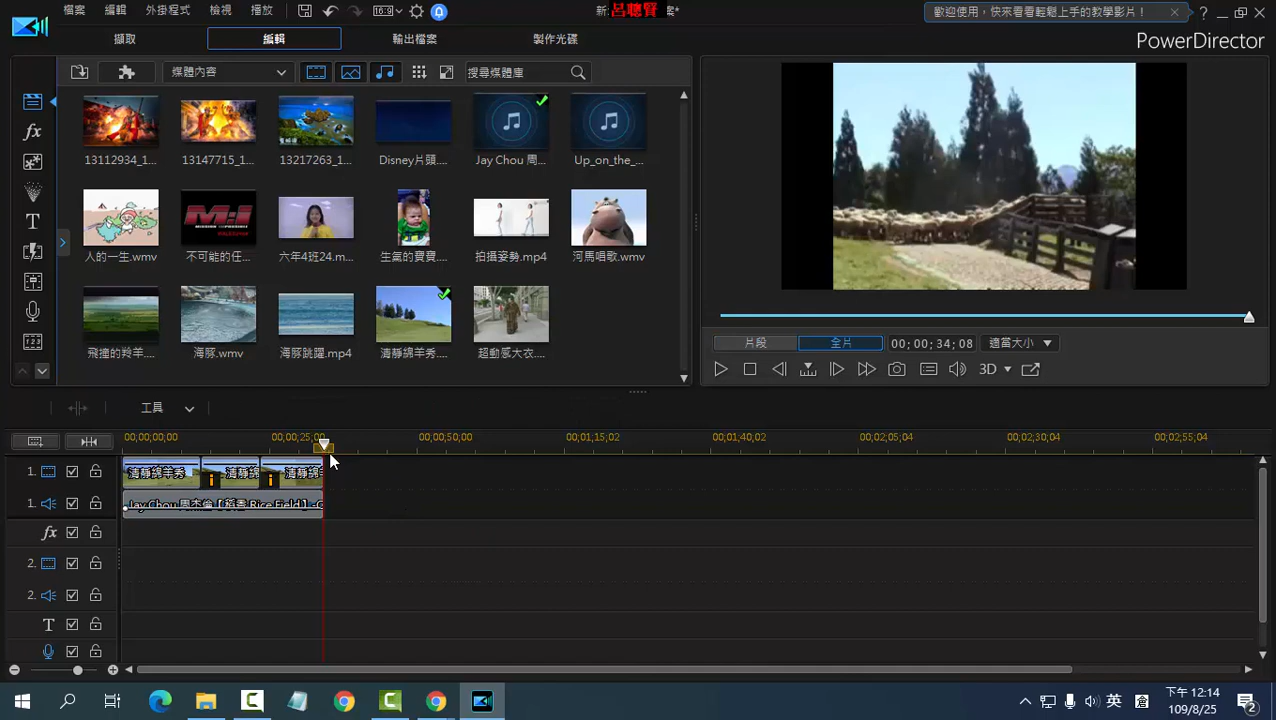 檔案 編輯 外掛程式 檢視 播放 16:9
呂聰賢
歡迎使用，快來看看輕鬆上手的教學影片！
PowerDirector
擷取 編輯 輸出檔案 製作光碟
媒體內容
搜尋媒體庫
13112934_1... 13147715_1... 13217263_1... Disney片頭.... Jay Chou 周... Up_on_the_...
人的一生.wmv 不可能的任... 六年4班24.m... 生氣的寶寶... 拍攝姿勢.mp4 河馬唱歌.wmv
飛攎的羚羊.... 海豚.wmv 海豚跳躍.mp4 清靜綿羊秀.... 超動感大衣....
片段 全片 00;00;34;08 適當大小
3D
工具
00;00;00;00 00;00;25;00 00;00;50;00 00;01;15;02 00;01;40;02 00;02;05;04 00;02;30;04 00;02;55;04
1. 清靜綿羊秀. 清靜綿 清靜綿
1. Jay Chou 周杰倫【稻香 Rice Field】-
fx
2.
2.
T
英
下午 12:14
109/8/25
2